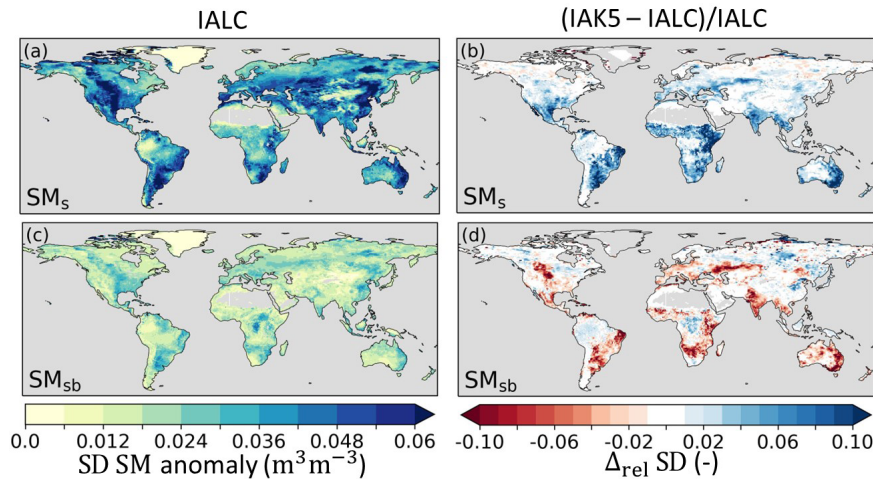 IALC
(IAK5 – IALC)/IALC
(a)
SMs
(b)
SMs
(c)
SMsb
(d)
SMsb
0.0 0.012 0.024 0.036 0.048 0.06
SD SM anomaly (m³ m⁻³)
-0.10 -0.06 -0.02 0.02 0.06 0.10
Δrel SD (-)